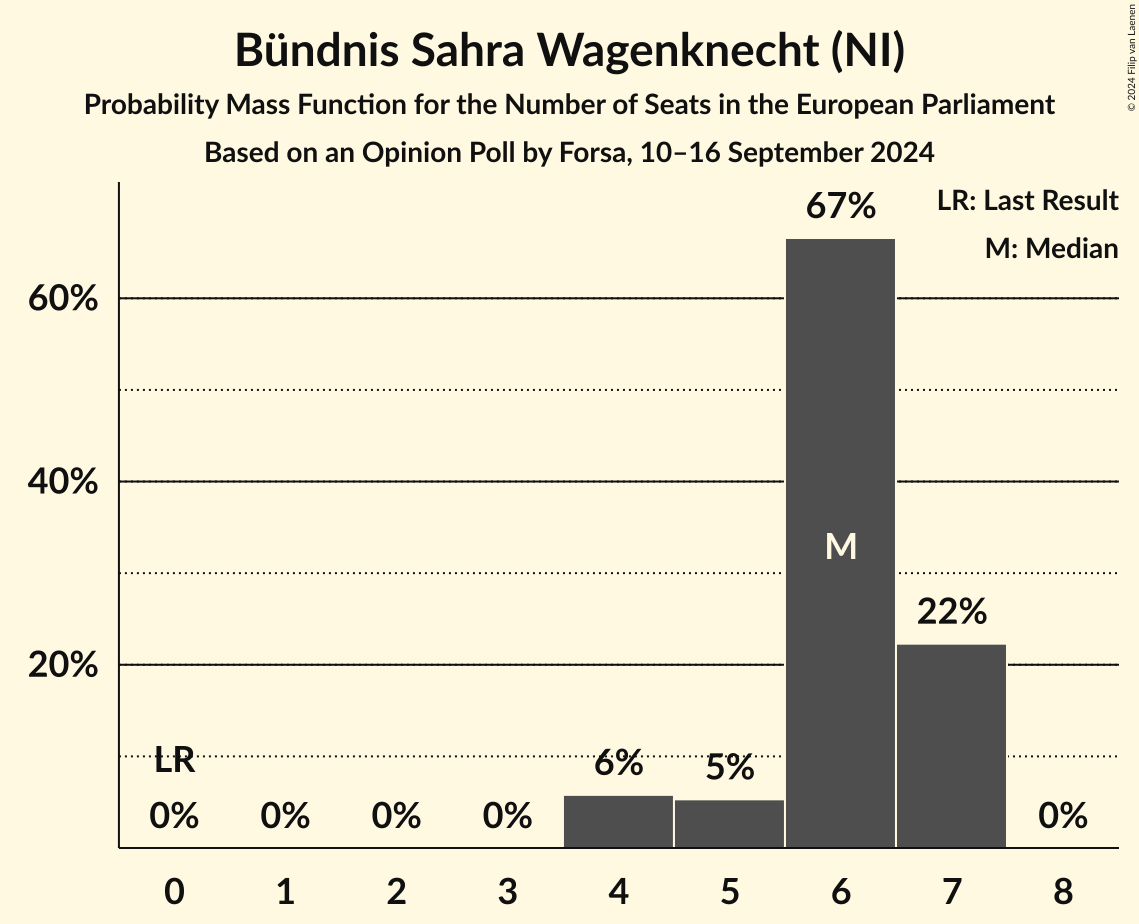 Bündnis Sahra Wagenknecht (NI)
Probability Mass Function for the Number of Seats in the European Parliament
Based on an Opinion Poll by Forsa, 10–16 September 2024
© 2024 Filip van Laenen
LR: Last Result
M: Median
67%
60%
40%
M
22%
20%
LR
6%
5%
0%
0%
0%
0%
0%
0
1
2
3
4
5
6
7
8